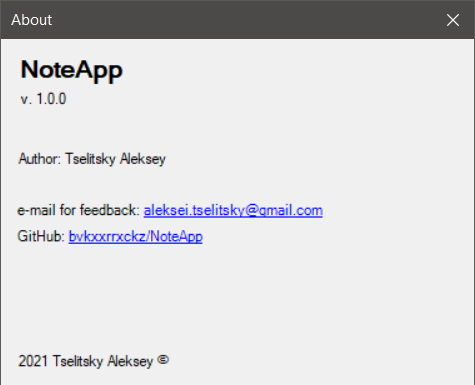 About
NoteApp
v. 1.0.0
Author: Tselitsky Aleksey
e-mail for feedback: aleksei.tselitsky@gmail.com
GitHub: bvkxxrrxckz/NoteApp
2021 Tselitsky Aleksey ©